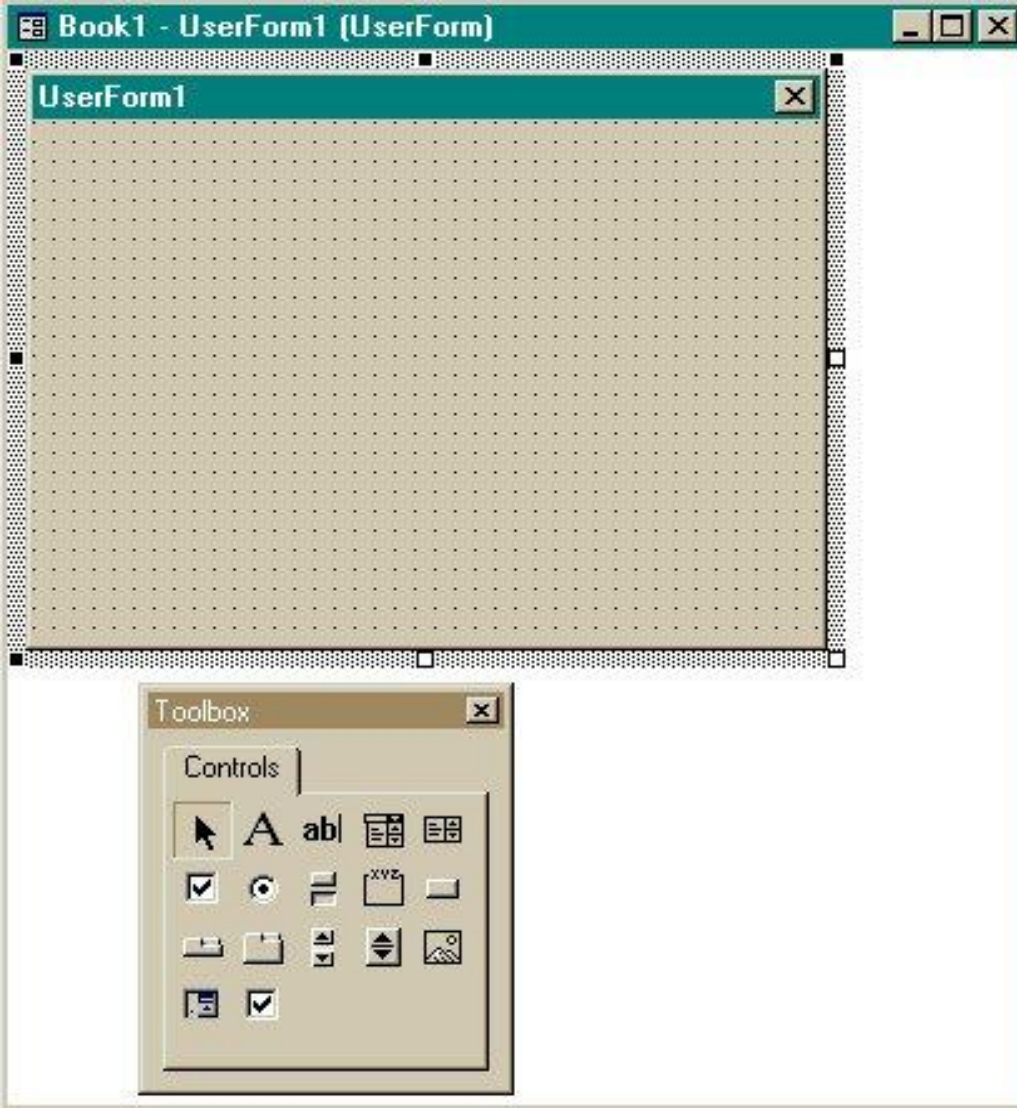 Book1 - UserForm1 (UserForm)
UserForm1
Toolbox
Controls
A ab
xyz